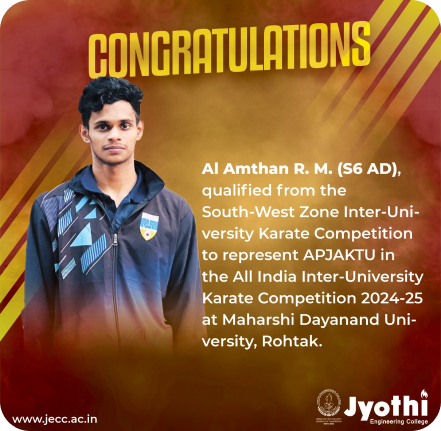 CONGRATULATIONS
Al Amthan R. M. (S6 AD),
qualified from the
South-West Zone Inter-Uni-
versity Karate Competition
to represent APJAKTU in
the All India Inter-University
Karate Competition 2024-25
at Maharshi Dayanand Uni-
versity, Rohtak.
www.jecc.ac.in
Jyothi
Engineering College